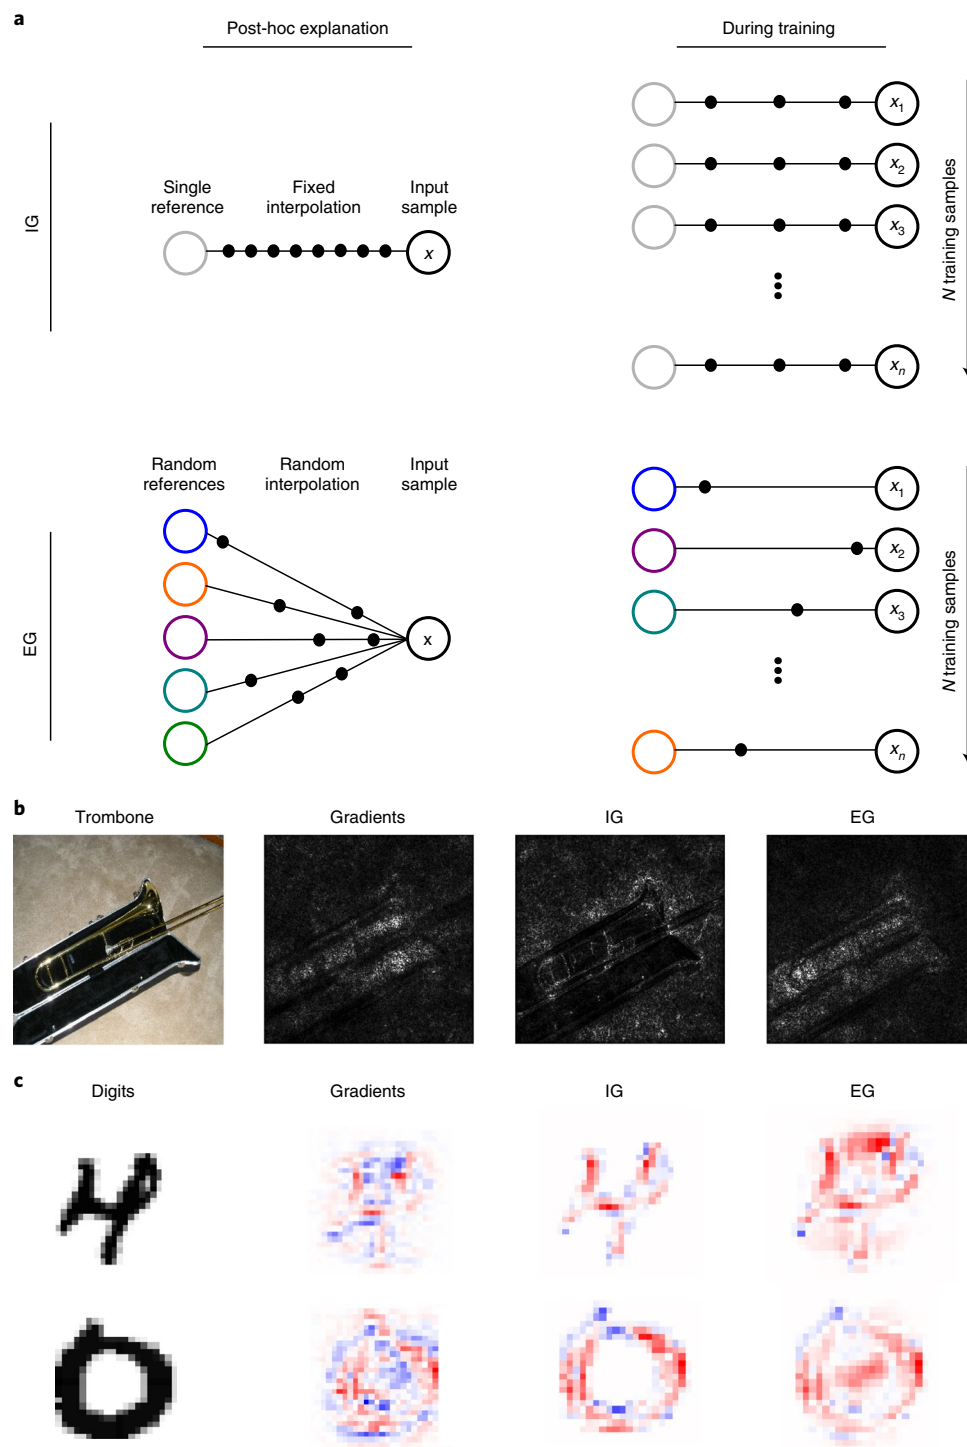 a
Post-hoc explanation
During training
IG
Single
reference
Fixed
interpolation
Input
sample
x
x1
x2
x3
xn
N training samples
EG
Random
references
Random
interpolation
Input
sample
x
x1
x2
x3
xn
N training samples
b
Trombone
Gradients
IG
EG
c
Digits
Gradients
IG
EG